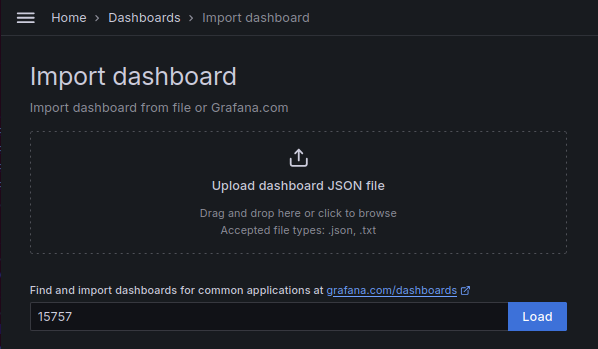 Home › Dashboards › Import dashboard
Import dashboard
Import dashboard from file or Grafana.com
Upload dashboard JSON file
Drag and drop here or click to browse
Accepted file types: .json, .txt
Find and import dashboards for common applications at grafana.com/dashboards
15757
Load